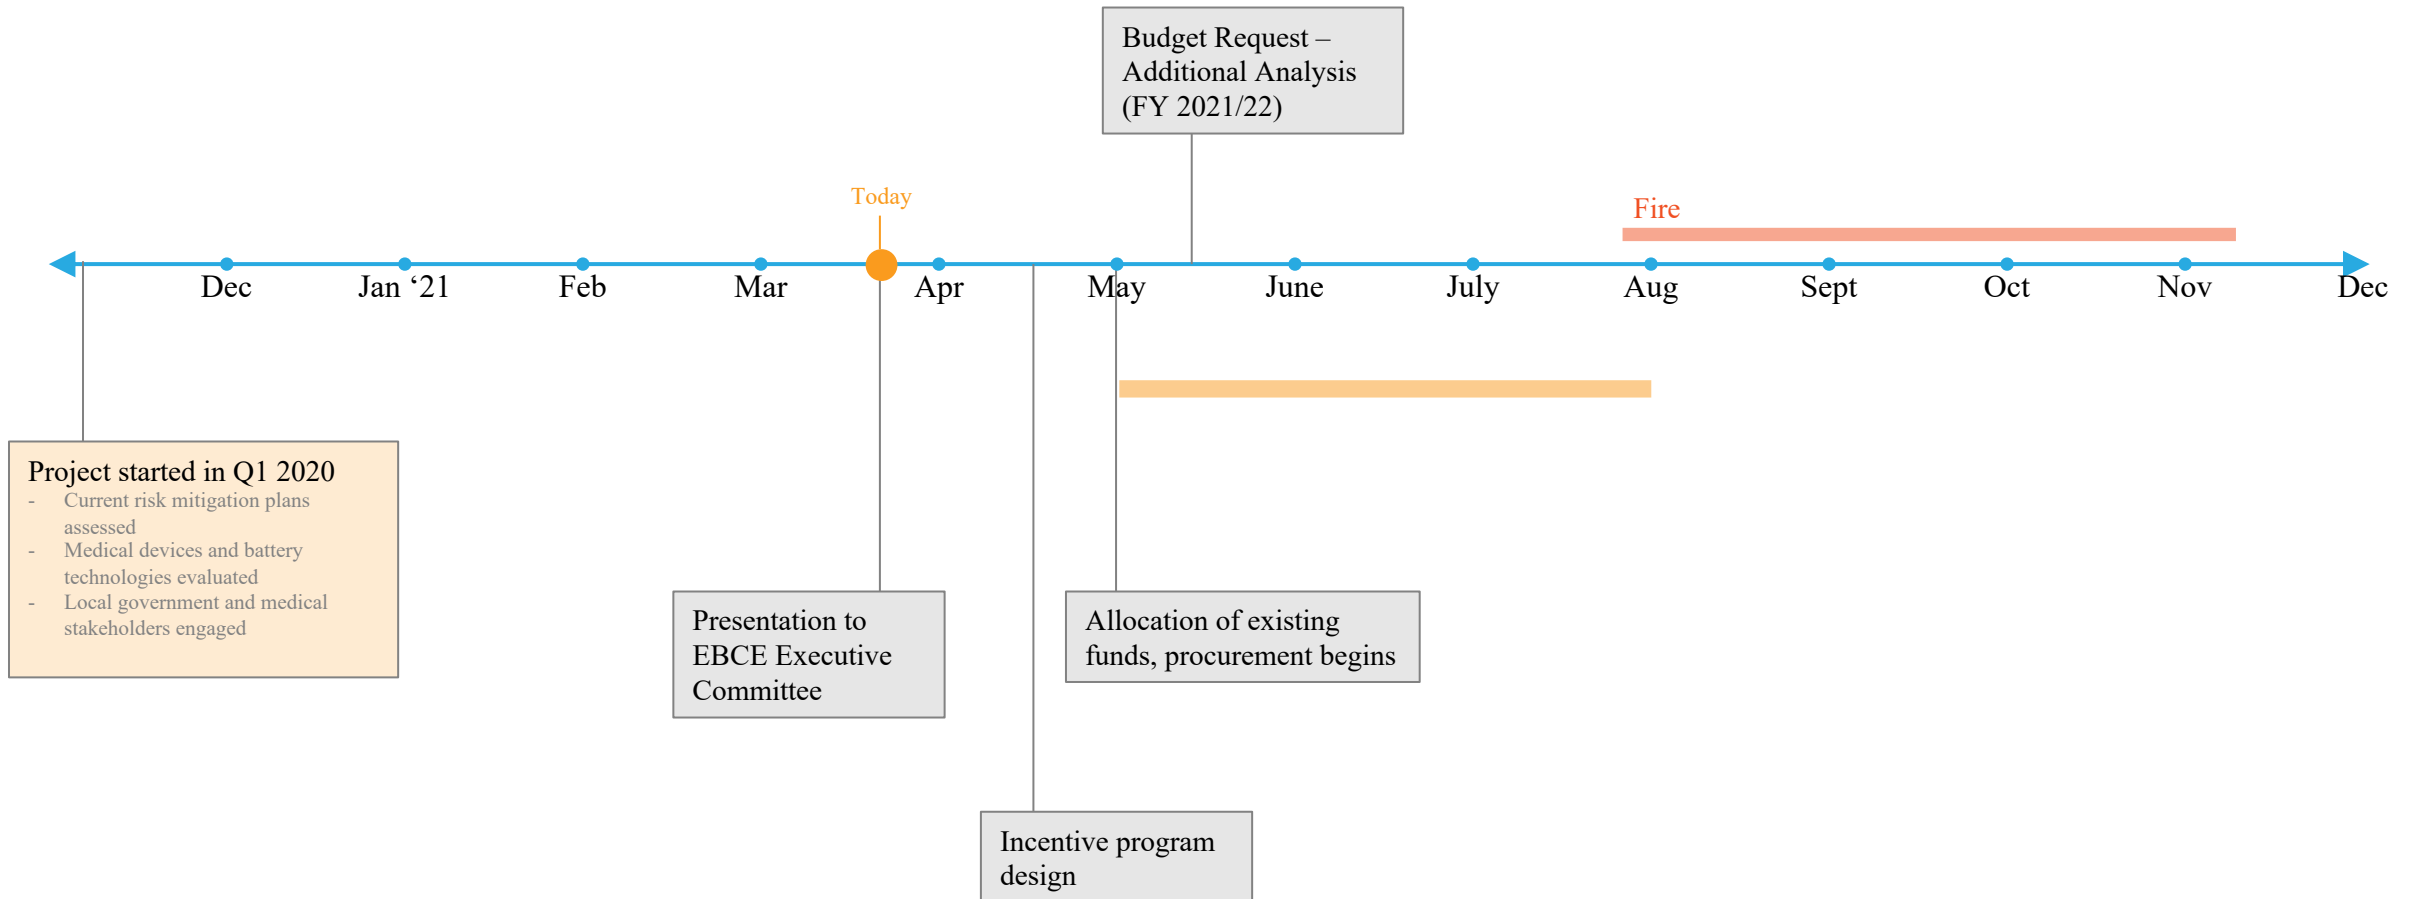 Budget Request –
Additional Analysis
(FY 2021/22)
Today
Fire
Dec
Jan ‘21
Feb
Mar
Apr
May
June
July
Aug
Sept
Oct
Nov
Dec
Project started in Q1 2020
- Current risk mitigation plans
assessed
- Medical devices and battery
technologies evaluated
- Local government and medical
stakeholders engaged
Presentation to
EBCE Executive
Committee
Allocation of existing
funds, procurement begins
Incentive program
design